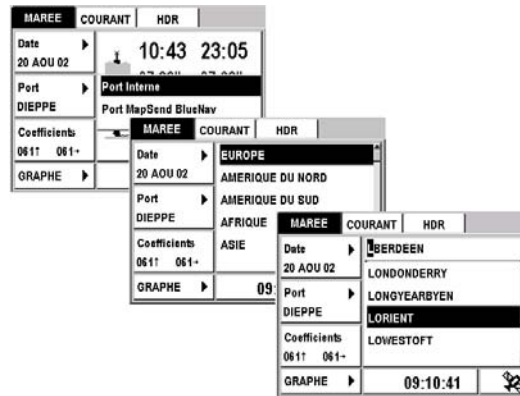 MAREE COURANT HDR
Date
20 AOU 02
10:43 23:05
Port
DIEPPE
Port Interne
Port MapSend BlueNav
Coefficients
061↑ 061→
GRAPHE
MAREE COURANT HDR
Date
20 AOU 02
Port
DIEPPE
Coefficients
061↑ 061→
GRAPHE
EUROPE
AMERIQUE DU NORD
AMERIQUE DU SUD
AFRIQUE
ASIE
09:
MAREE COURANT HDR
Date
20 AOU 02
Port
DIEPPE
Coefficients
061↑ 061→
GRAPHE
LBERDEEN
LONDONDERRY
LONGYEARBYEN
LORIENT
LOWESTOFT
09:10:41